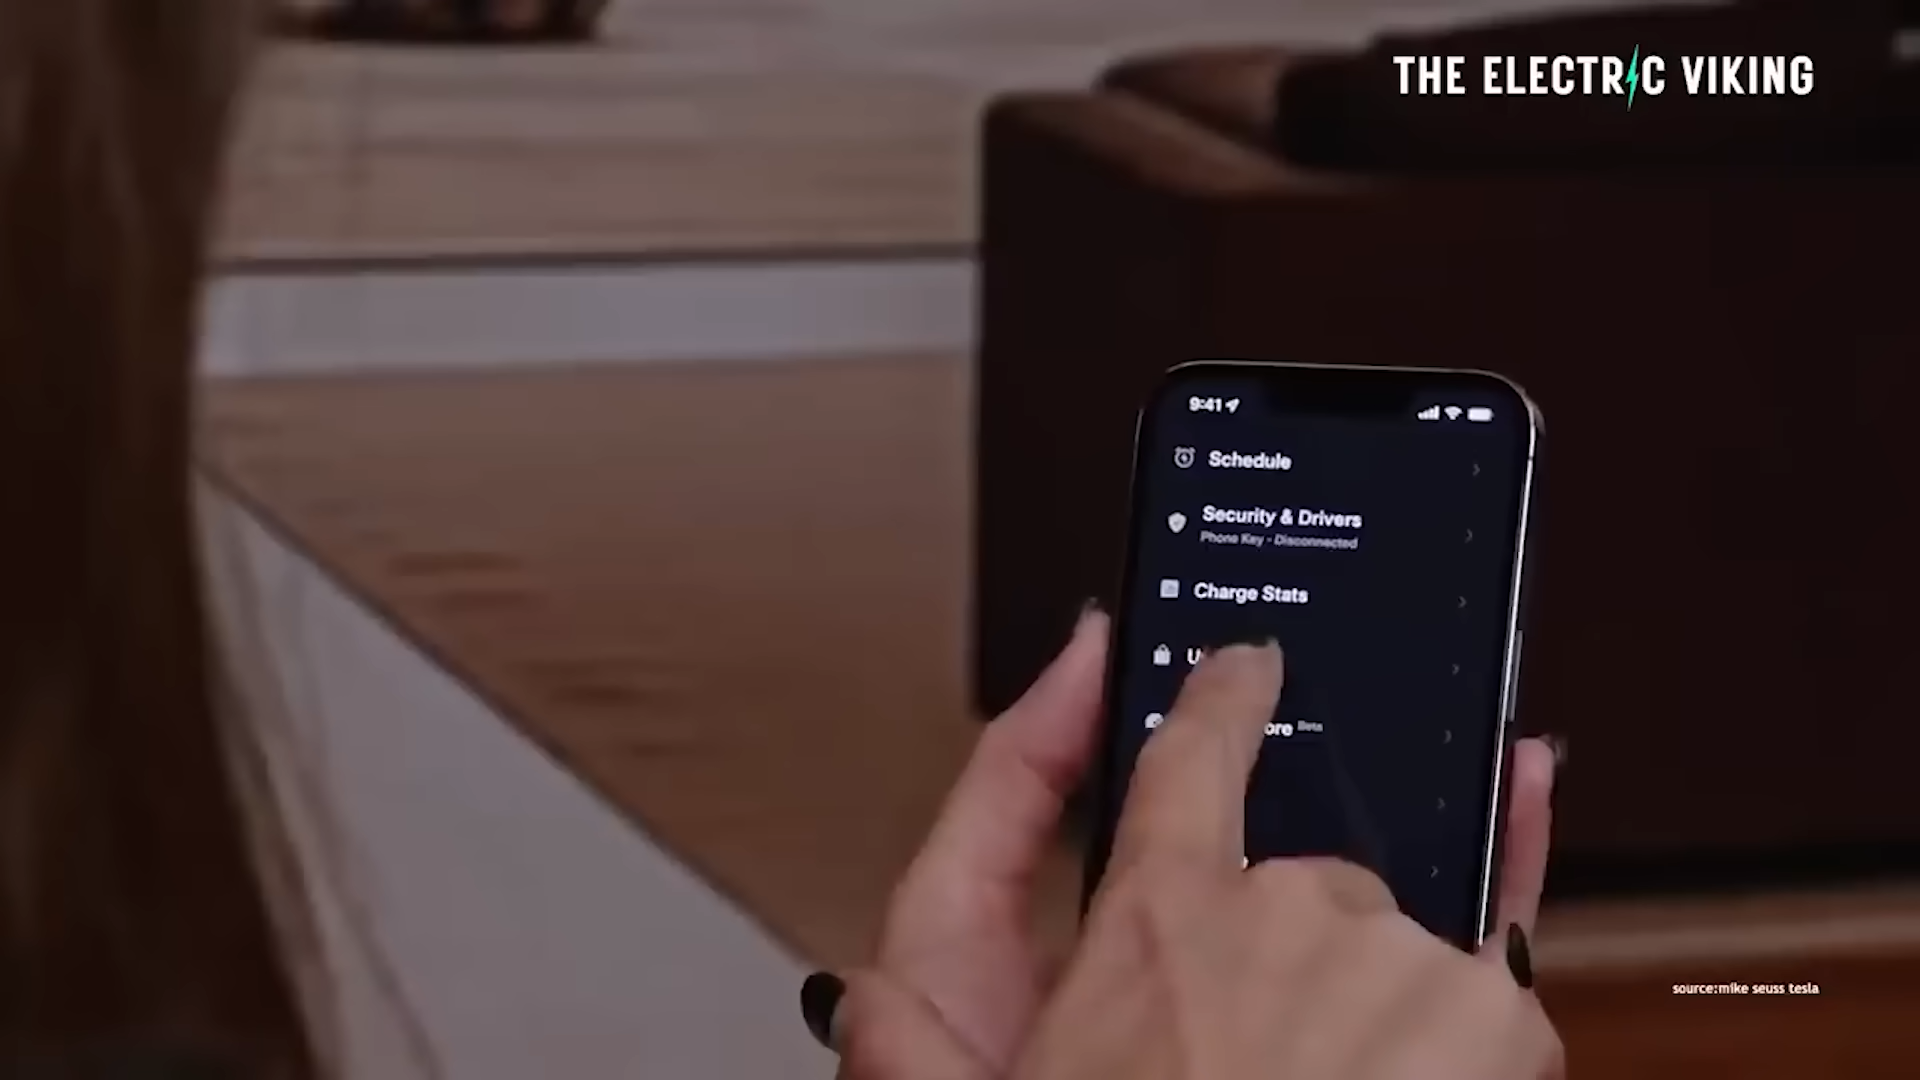 THE ELECTRIC VIKING
9:41
Schedule
Security & Drivers
Phone Key - Disconnected
Charge Stats
Beta
source:mike seuss tesla